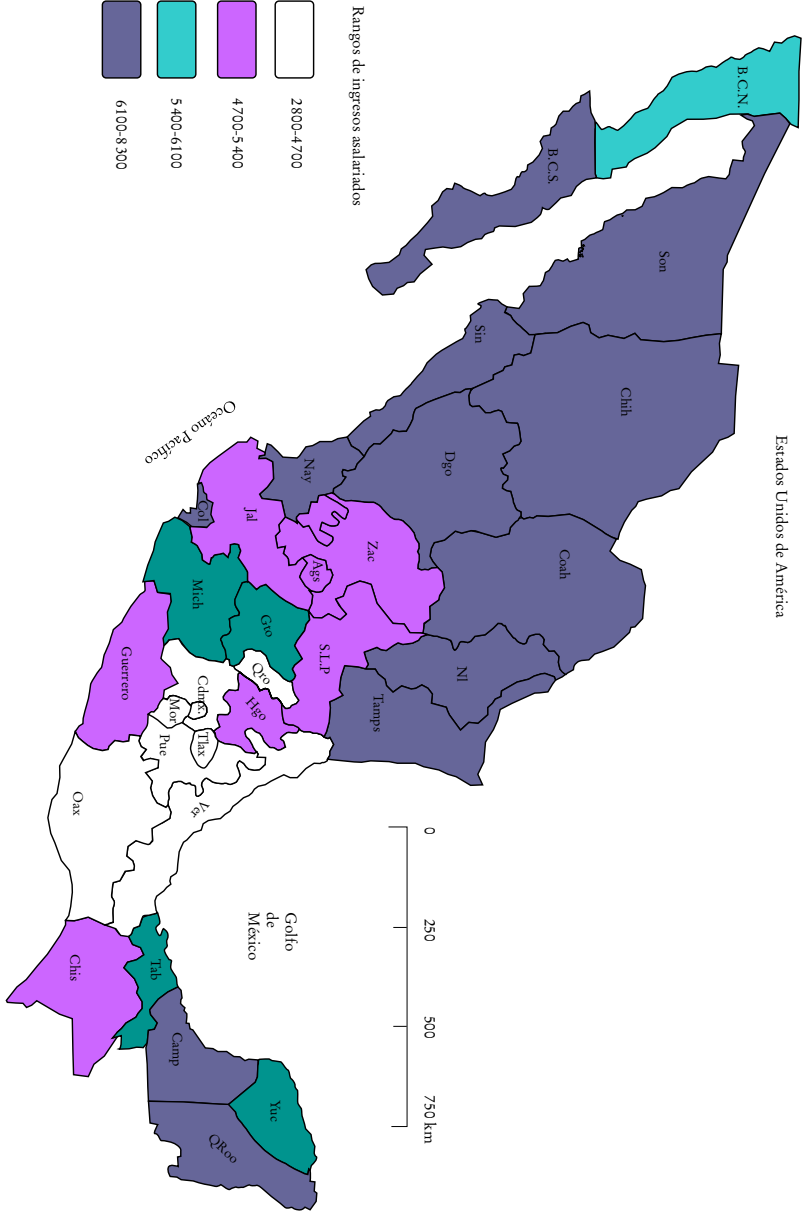 Estados Unidos de América
B.C.N.
B.C.S.
Son
Chih
Sin
Dgo
Coah
Nl
Tamps
Nay
Zac
Ags
S.L.P
Jal
Col
Mich
Gto
Qro
Hgo
Guerrero
Cdmx.
Mor
Tlax
Pue
Ver
Oax
Chis
Tab
Camp
Yuc
QRoo
Océano Pacífico
Golfo
de
México
0 250 500 750 km
Rangos de ingresos asalariados
2800-4700
4700-5400
5400-6100
6100-8300